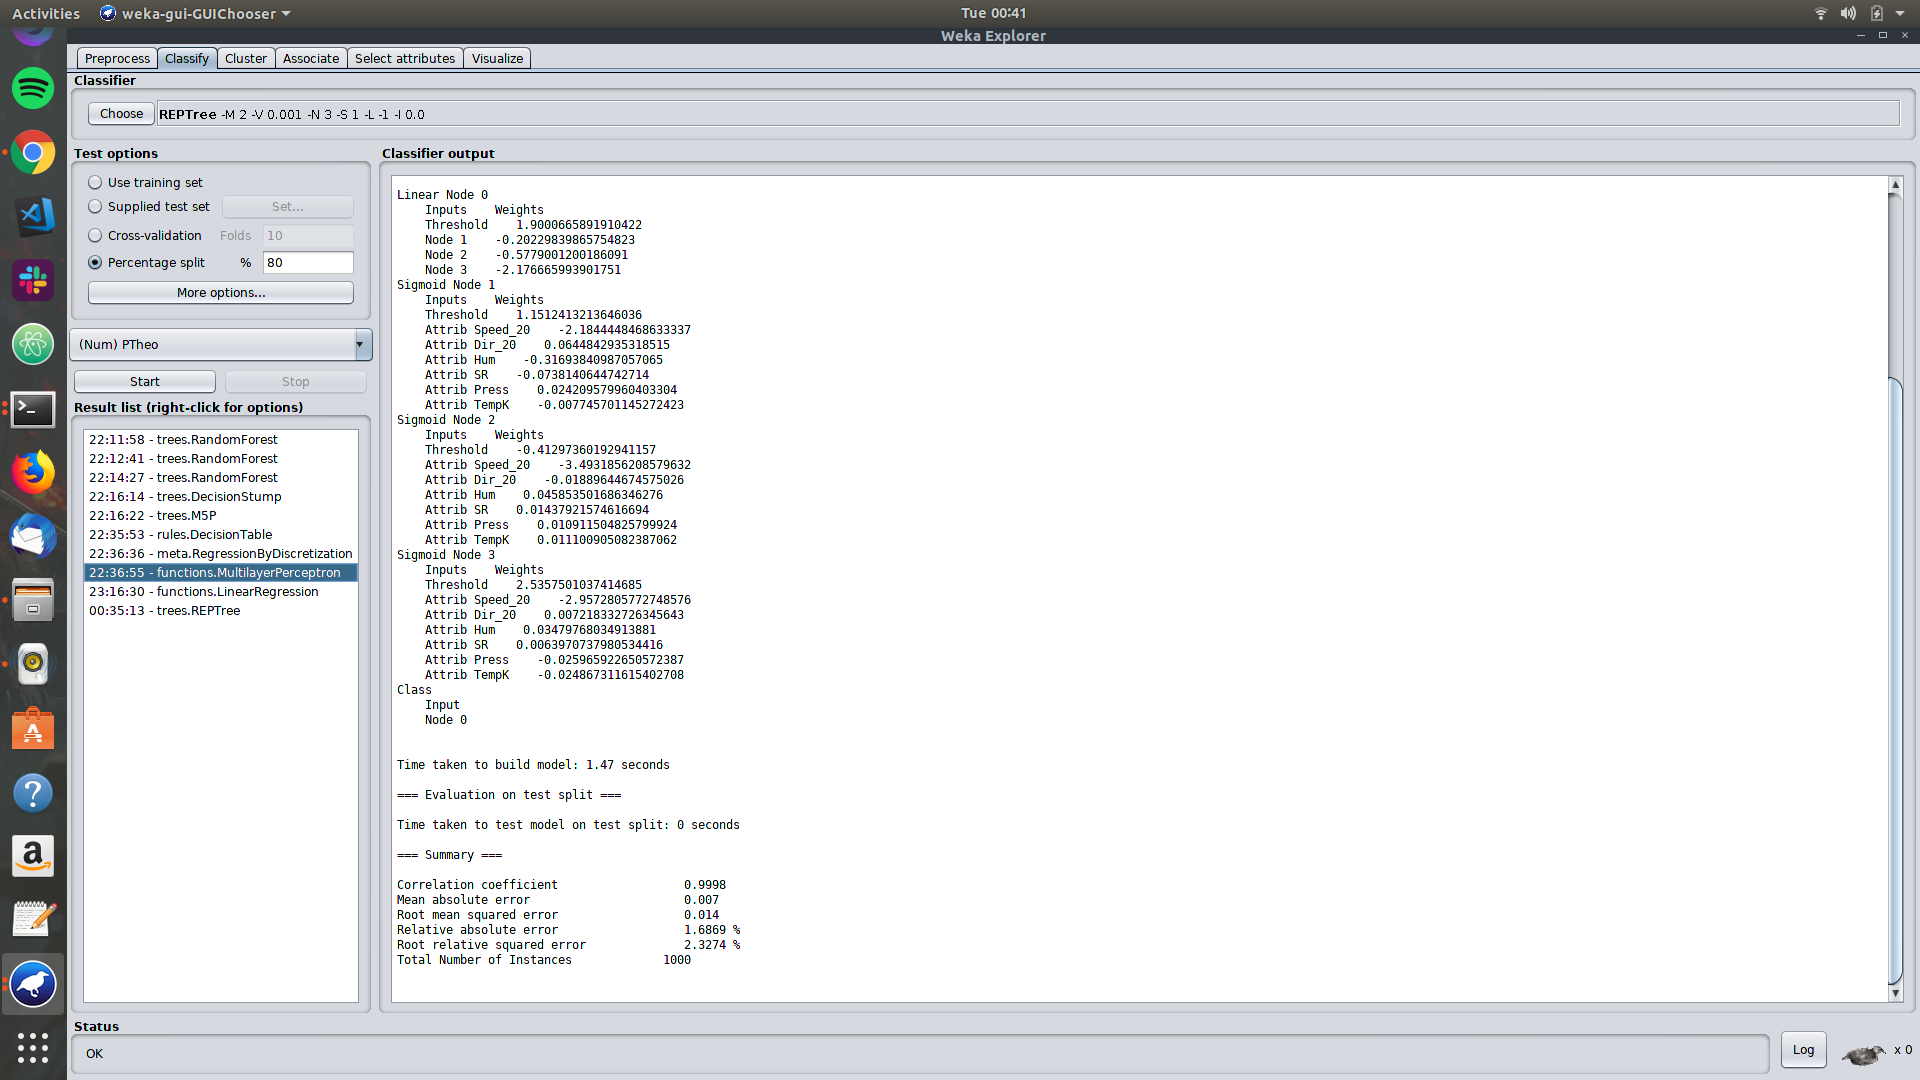 Activities
weka-gui-GUIChooser
Tue 00:41
Weka Explorer
Preprocess
Classify
Cluster
Associate
Select attributes
Visualize
Classifier
Choose
REPTree -M 2 -V 0.001 -N 3 -S 1 -L -1 -I 0.0
Test options
Use training set
Supplied test set
Set...
Cross-validation Folds 10
Percentage split % 80
More options...
(Num) PTheo
Start
Stop
Result list (right-click for options)
22:11:58 - trees.RandomForest
22:12:41 - trees.RandomForest
22:14:27 - trees.RandomForest
22:16:14 - trees.DecisionStump
22:16:22 - trees.M5P
22:35:53 - rules.DecisionTable
22:36:36 - meta.RegressionByDiscretization
22:36:55 - functions.MultilayerPerceptron
23:16:30 - functions.LinearRegression
00:35:13 - trees.REPTree
Classifier output
Linear Node 0
Inputs Weights
Threshold 1.9000665891910422
Node 1 -0.20229839865754823
Node 2 -0.5779001200186091
Node 3 -2.176665993901751
Sigmoid Node 1
Inputs Weights
Threshold 1.1512413213646036
Attrib Speed_20 -2.1844448468633337
Attrib Dir_20 0.0644842935318515
Attrib Hum -0.31693840987057065
Attrib SR -0.0738140644742714
Attrib Press 0.024209579960403304
Attrib TempK -0.007745701145272423
Sigmoid Node 2
Inputs Weights
Threshold -0.41297360192941157
Attrib Speed_20 -3.4931856208579632
Attrib Dir_20 -0.01889644674575026
Attrib Hum 0.045853501686346276
Attrib SR 0.01437921574616694
Attrib Press 0.010911504825799924
Attrib TempK 0.011100905082387062
Sigmoid Node 3
Inputs Weights
Threshold 2.5357501037414685
Attrib Speed_20 -2.9572805772748576
Attrib Dir_20 0.007218332726345643
Attrib Hum 0.03479768034913881
Attrib SR 0.0063970737980534416
Attrib Press -0.025965922650572387
Attrib TempK -0.024867311615402708
Class
Input
Node 0
Time taken to build model: 1.47 seconds
=== Evaluation on test split ===
Time taken to test model on test split: 0 seconds
=== Summary ===
Correlation coefficient 0.9998
Mean absolute error 0.007
Root mean squared error 0.014
Relative absolute error 1.6869 %
Root relative squared error 2.3274 %
Total Number of Instances 1000
Status
OK
Log
x 0